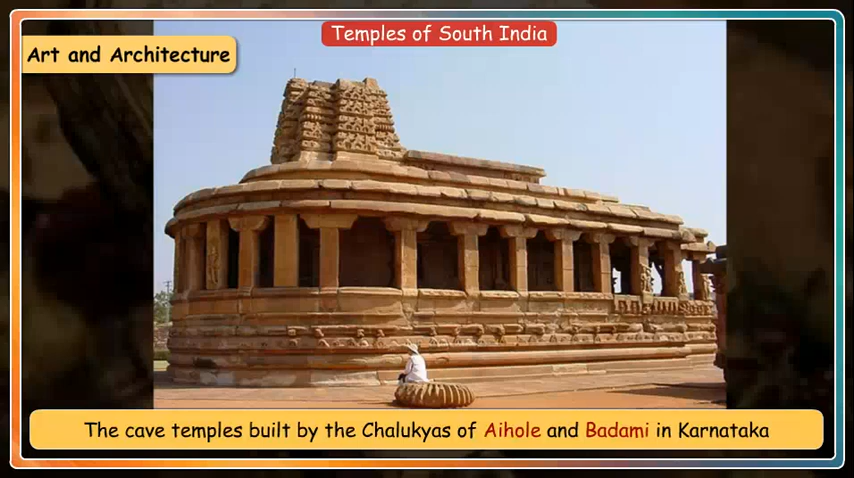 Temples of South India
Art and Architecture
The cave temples built by the Chalukyas of Aihole and Badami in Karnataka